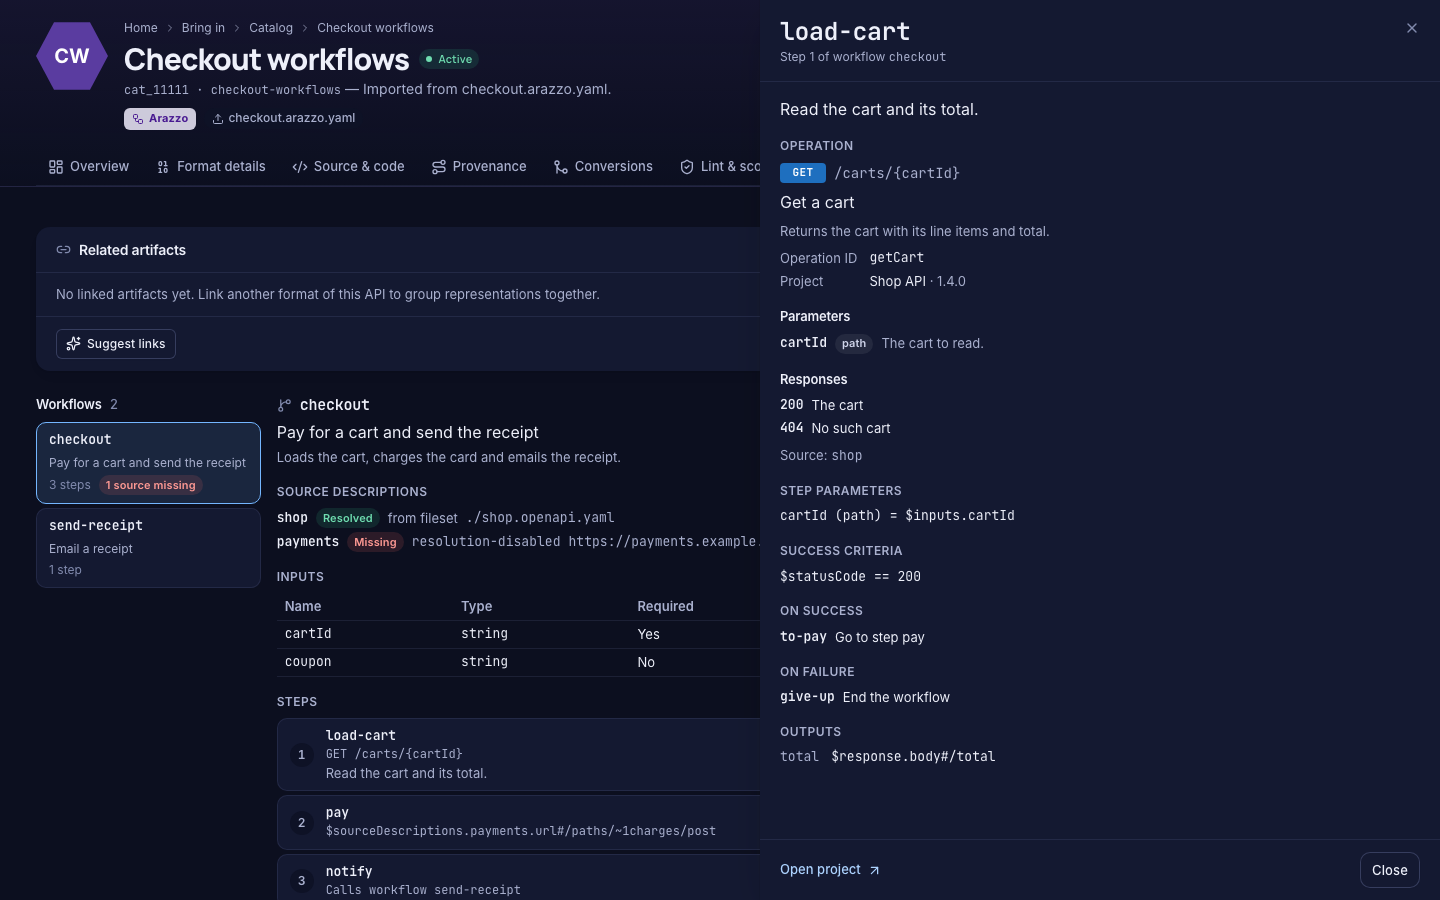 CW
Home > Bring in > Catalog > Checkout workflows
Checkout workflows
Active
cat_11111 · checkout-workflows — Imported from checkout.arazzo.yaml.
Arazzo
checkout.arazzo.yaml
Overview
Format details
Source & code
Provenance
Conversions
Lint & sco
Related artifacts
No linked artifacts yet. Link another format of this API to group representations together.
Suggest links
Workflows 2
checkout
Pay for a cart and send the receipt
3 steps 1 source missing
send-receipt
Email a receipt
1 step
checkout
Pay for a cart and send the receipt
Loads the cart, charges the card and emails the receipt.
SOURCE DESCRIPTIONS
shop Resolved from fileset ./shop.openapi.yaml
payments Missing resolution-disabled https://payments.example.
INPUTS
Name Type Required
cartId string Yes
coupon string No
STEPS
1
load-cart
GET /carts/{cartId}
Read the cart and its total.
2
pay
$sourceDescriptions.payments.url#/paths/~1charges/post
3
notify
Calls workflow send-receipt
load-cart
Step 1 of workflow checkout
Read the cart and its total.
OPERATION
GET /carts/{cartId}
Get a cart
Returns the cart with its line items and total.
Operation ID getCart
Project Shop API · 1.4.0
Parameters
cartId path The cart to read.
Responses
200 The cart
404 No such cart
Source: shop
STEP PARAMETERS
cartId (path) = $inputs.cartId
SUCCESS CRITERIA
$statusCode == 200
ON SUCCESS
to-pay Go to step pay
ON FAILURE
give-up End the workflow
OUTPUTS
total $response.body#/total
Open project
Close